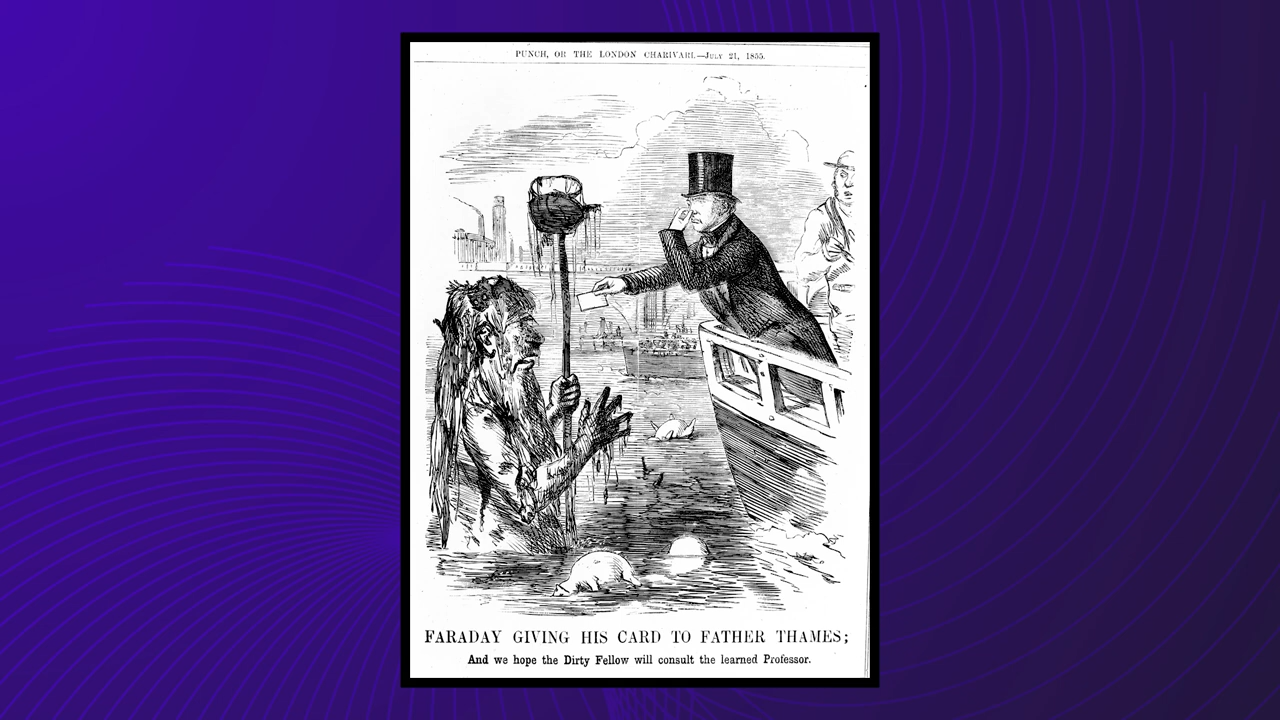 PUNCH, OR THE LONDON CHARIVARI.—JULY 21, 1855.
FARADAY GIVING HIS CARD TO FATHER THAMES;
And we hope the Dirty Fellow will consult the learned Professor.